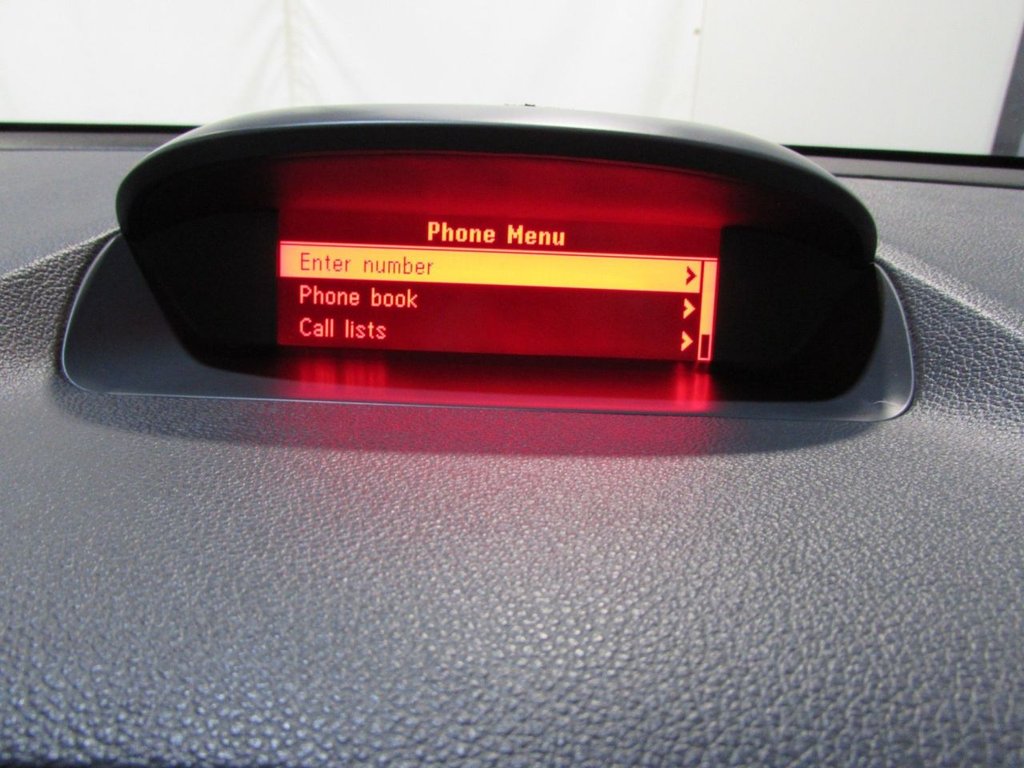 Phone Menu
Enter number
Phone book
Call lists